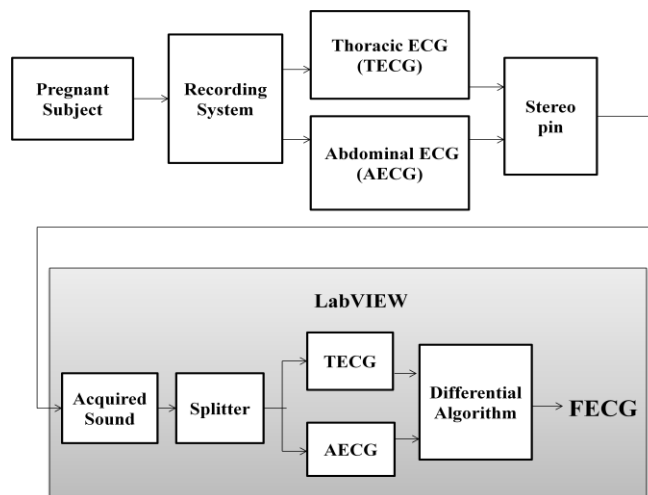 Pregnant
Subject
Recording
System
Thoracic ECG
(TECG)
Abdominal ECG
(AECG)
Stereo
pin
LabVIEW
Acquired
Sound
Splitter
TECG
AECG
Differential
Algorithm
FECG